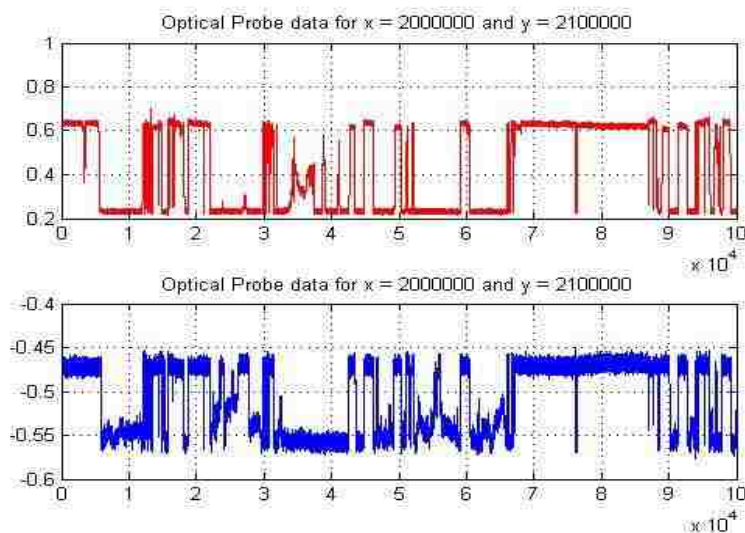 Optical Probe data for x = 2000000 and y = 2100000
1
0.8
0.6
0.4
0.2
0 1 2 3 4 5 6 7 8 9 10
x 10^4
Optical Probe data for x = 2000000 and y = 2100000
-0.4
-0.45
-0.5
-0.55
-0.6
0 1 2 3 4 5 6 7 8 9 10
x 10^4